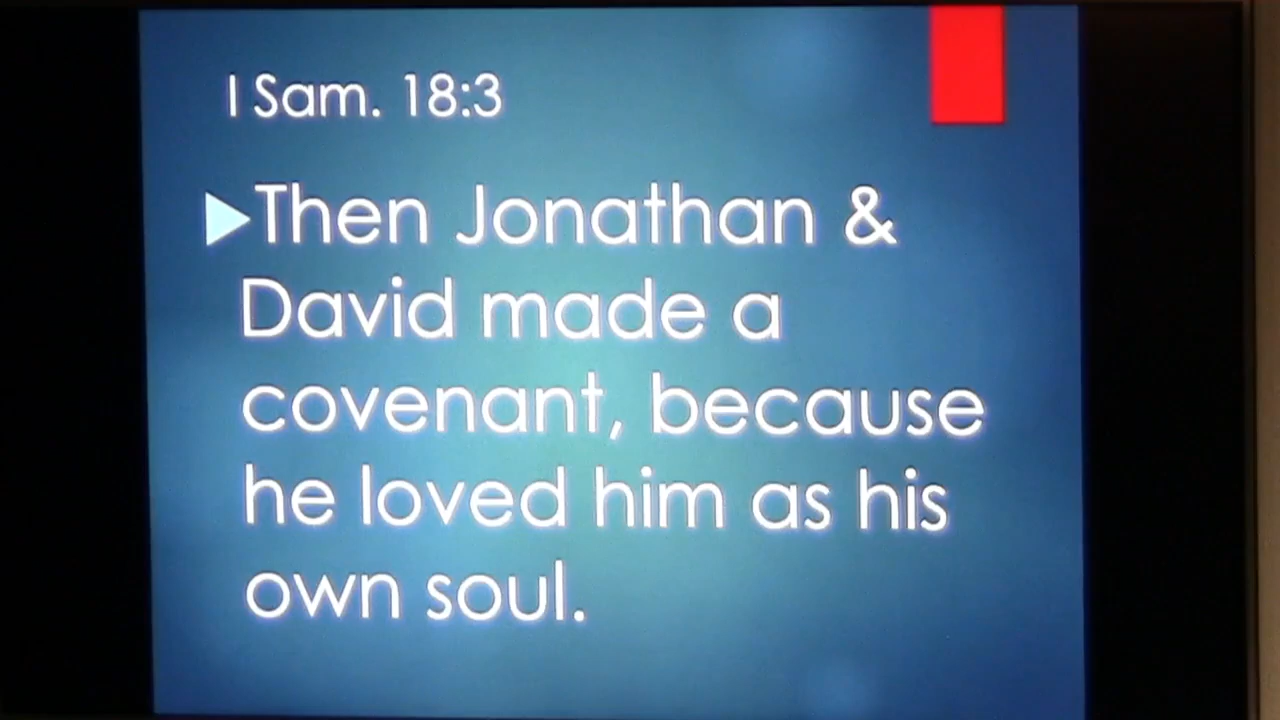 I Sam. 18:3
Then Jonathan &
David made a
covenant, because
he loved him as his
own soul.